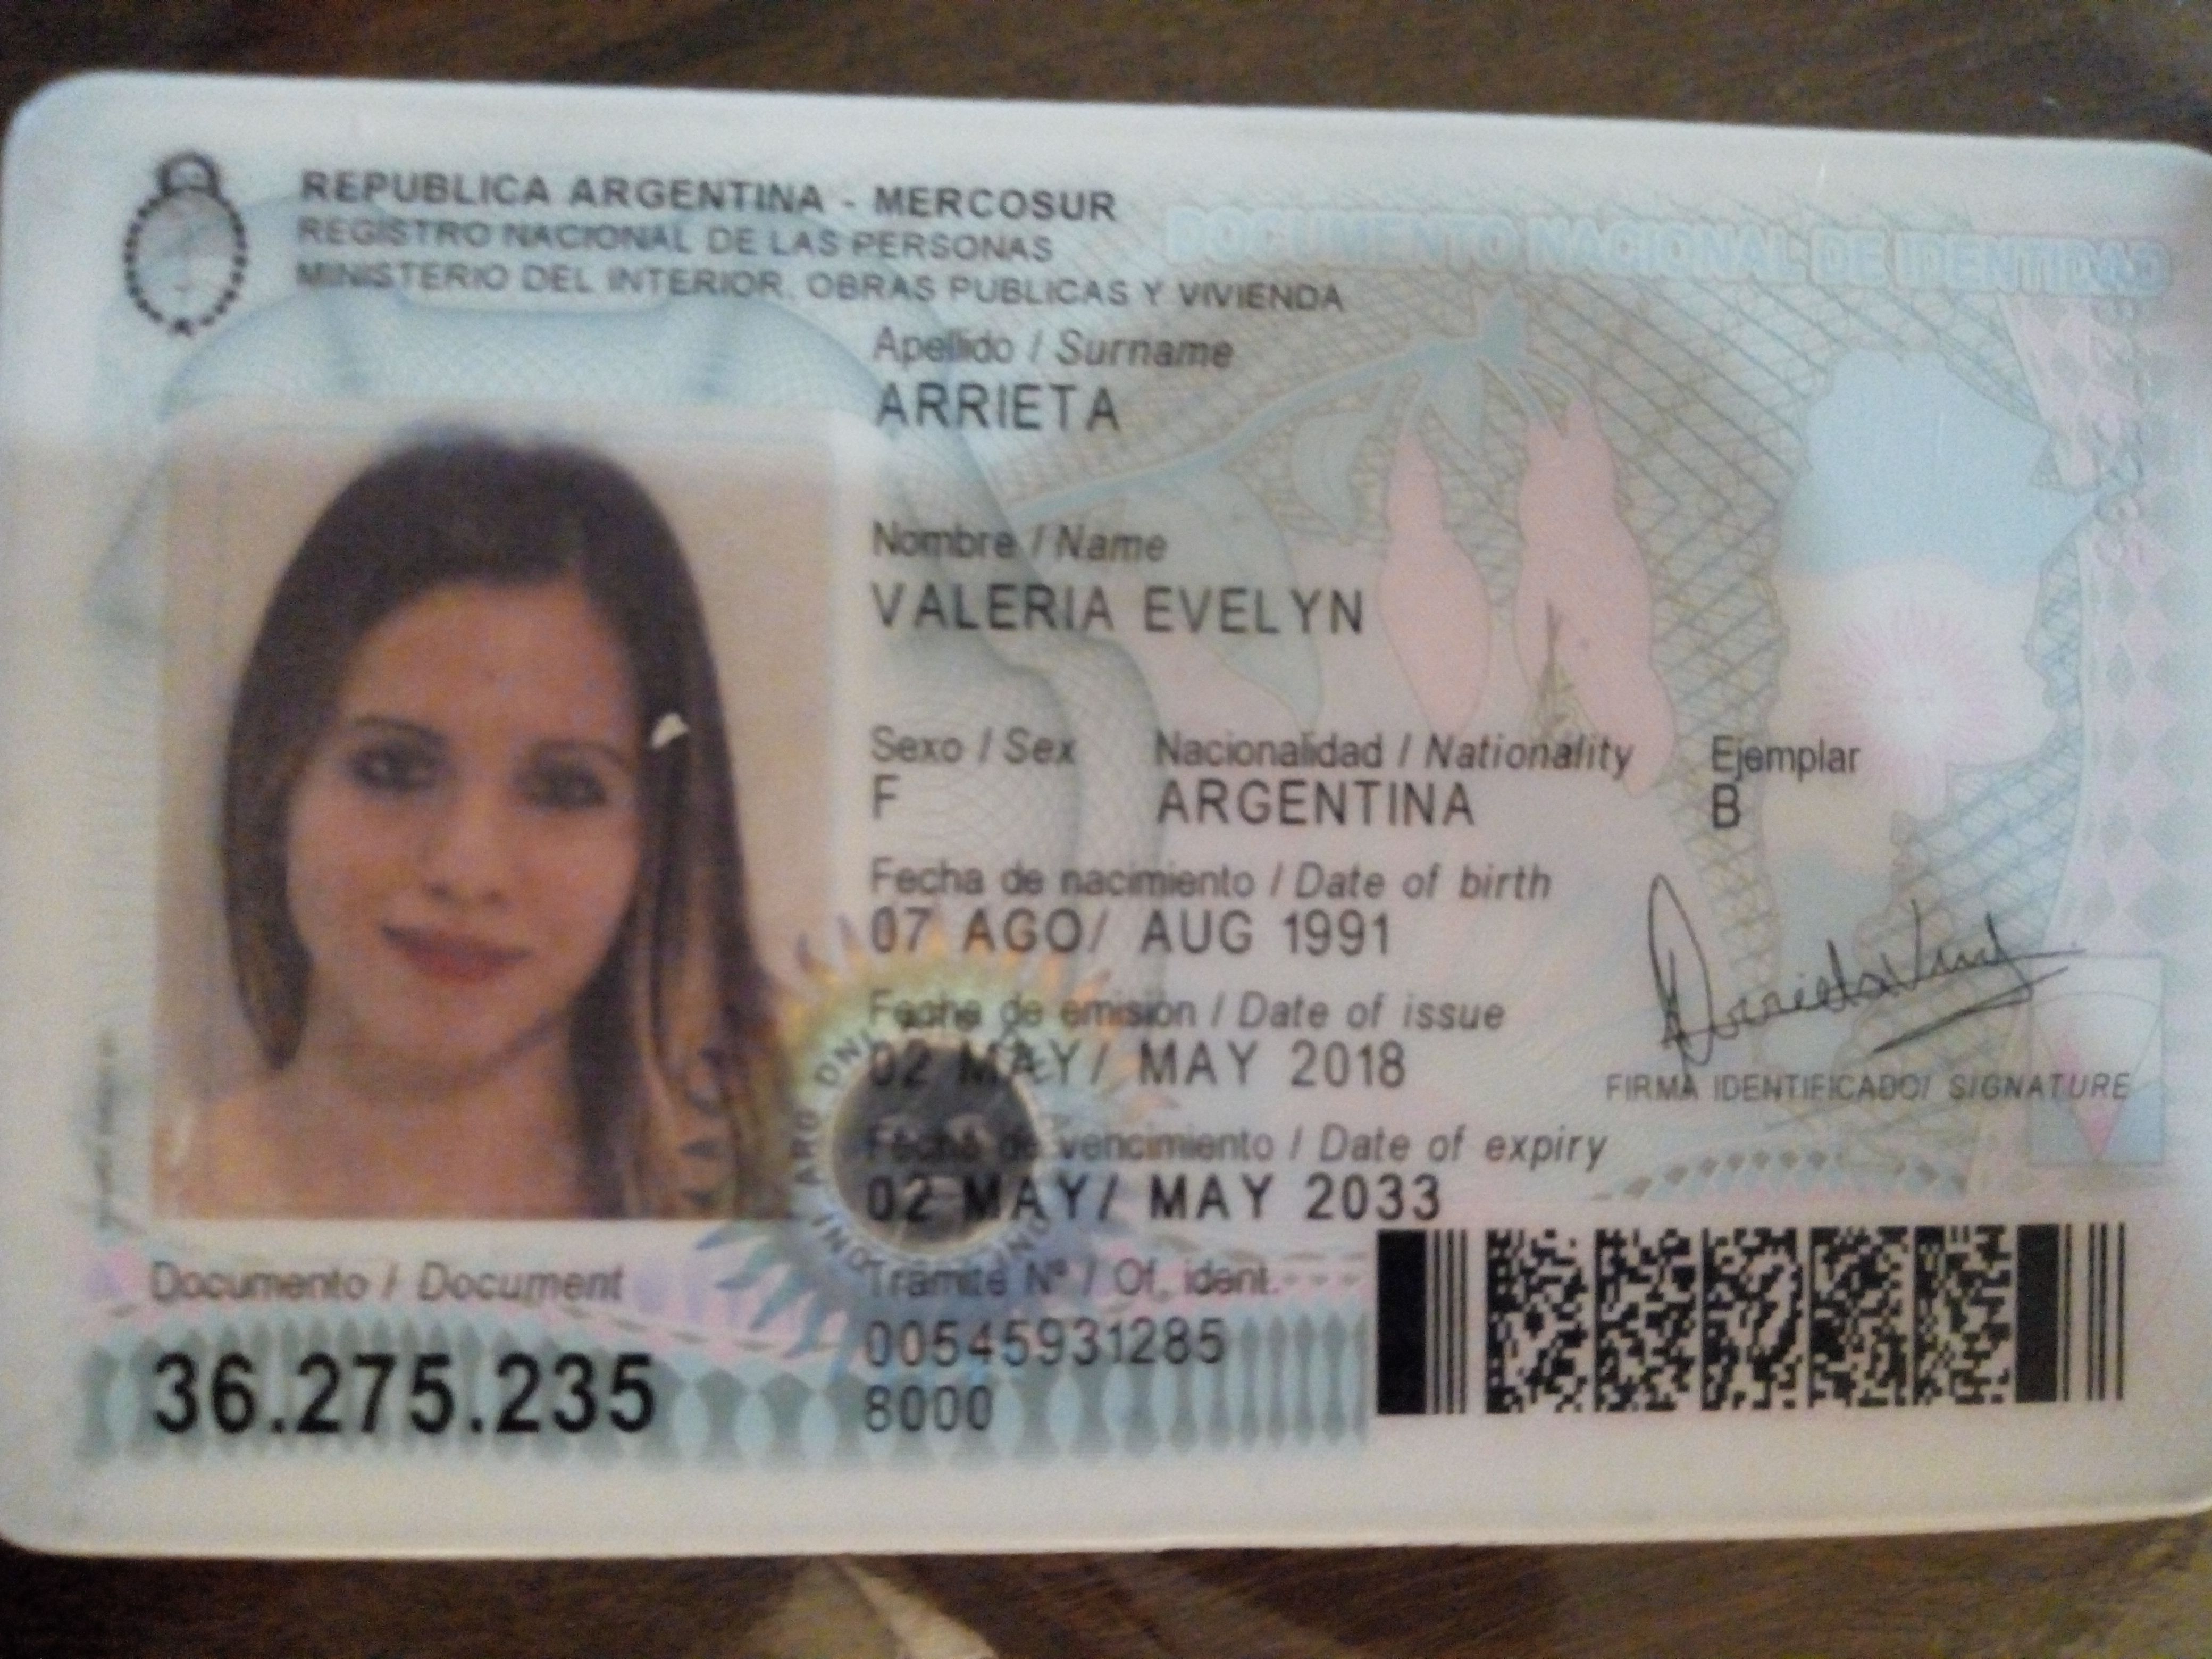 REPUBLICA ARGENTINA - MERCOSUR
REGISTRO NACIONAL DE LAS PERSONAS
MINISTERIO DEL INTERIOR, OBRAS PUBLICAS Y VIVIENDA
DOCUMENTO NACIONAL DE IDENTIDAD
Apellido / Surname
ARRIETA
Nombre / Name
VALERIA EVELYN
Sexo / Sex Nacionalidad / Nationality Ejemplar
F ARGENTINA B
Fecha de nacimiento / Date of birth
07 AGO/ AUG 1991
Fecha de emisión / Date of issue
02 MAY/ MAY 2018
FIRMA IDENTIFICADO/ SIGNATURE
Fecha de vencimiento / Date of expiry
02 MAY/ MAY 2033
Documento / Document
36.275.235
Tramite Nº / Of. ident.
00545931285
8000